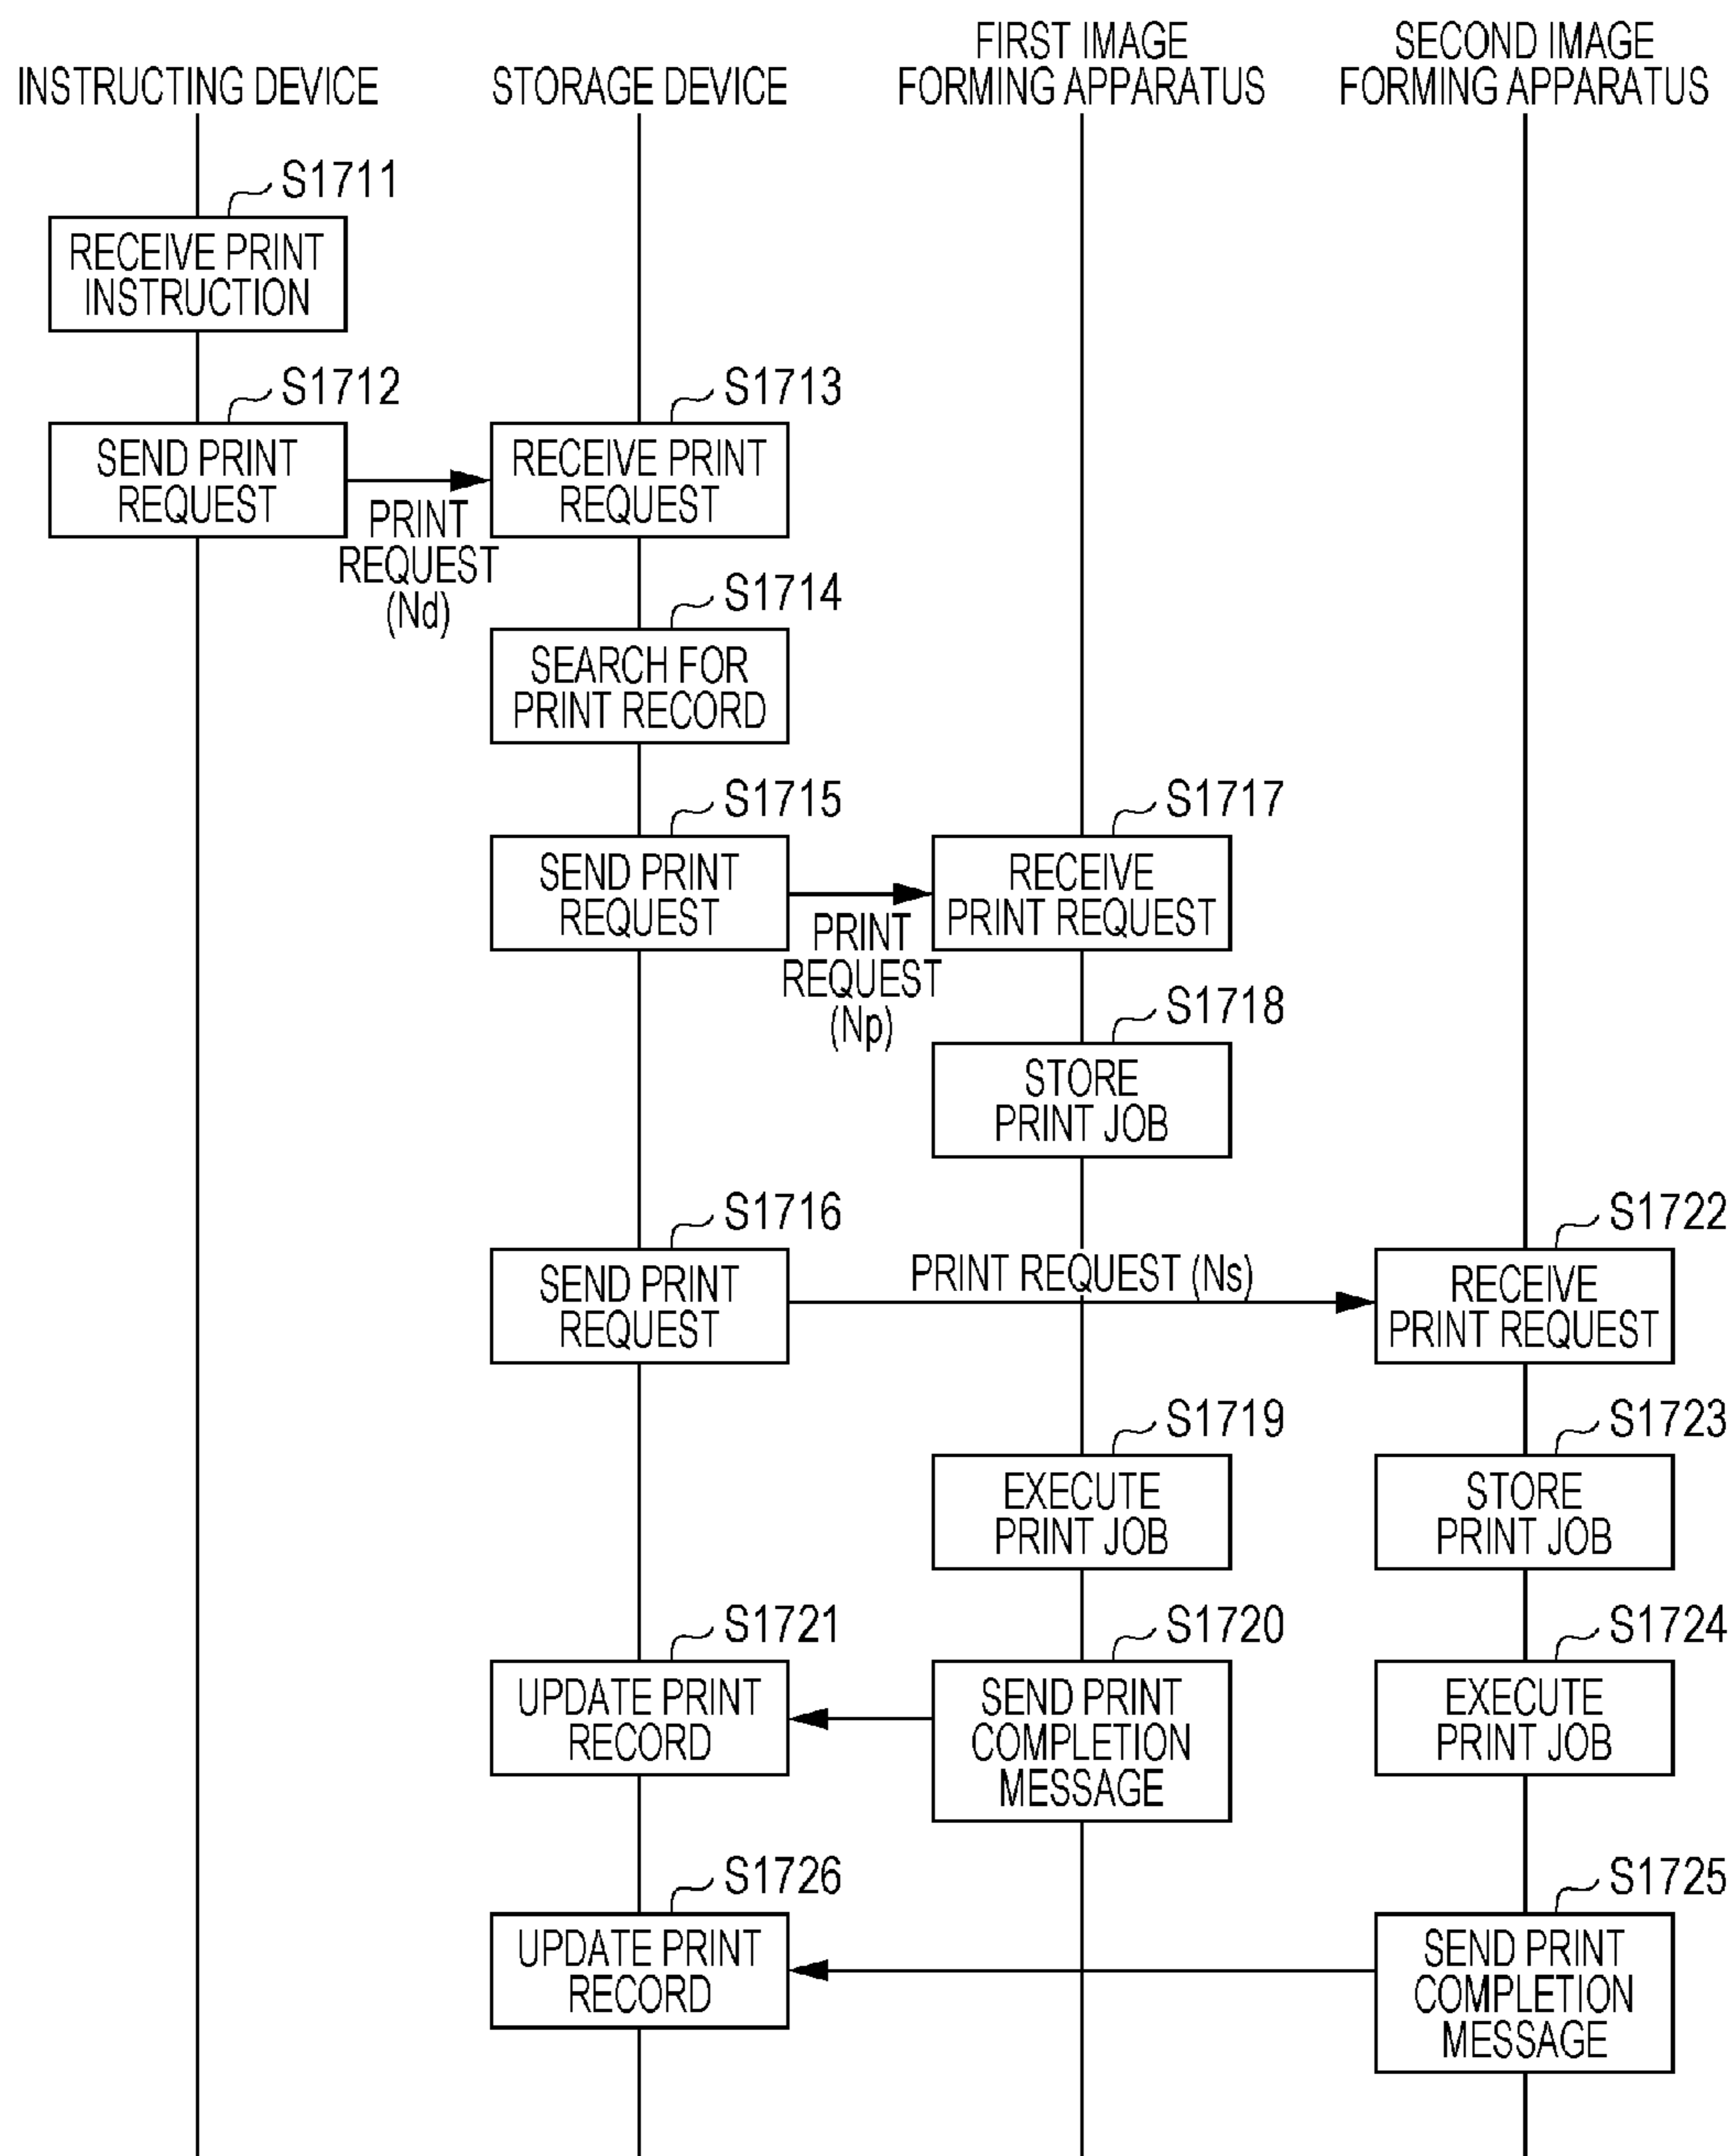 INSTRUCTING DEVICE
STORAGE DEVICE
FIRST IMAGE
FORMING APPARATUS
SECOND IMAGE
FORMING APPARATUS
S1711
RECEIVE PRINT
INSTRUCTION
S1712
SEND PRINT
REQUEST
PRINT
REQUEST
(Nd)
S1713
RECEIVE PRINT
REQUEST
S1714
SEARCH FOR
PRINT RECORD
S1715
SEND PRINT
REQUEST
PRINT
REQUEST
(Np)
S1717
RECEIVE
PRINT REQUEST
S1718
STORE
PRINT JOB
S1716
SEND PRINT
REQUEST
PRINT REQUEST (Ns)
S1722
RECEIVE
PRINT REQUEST
S1719
EXECUTE
PRINT JOB
S1723
STORE
PRINT JOB
S1721
UPDATE PRINT
RECORD
S1720
SEND PRINT
COMPLETION
MESSAGE
S1724
EXECUTE
PRINT JOB
S1726
UPDATE PRINT
RECORD
S1725
SEND PRINT
COMPLETION
MESSAGE